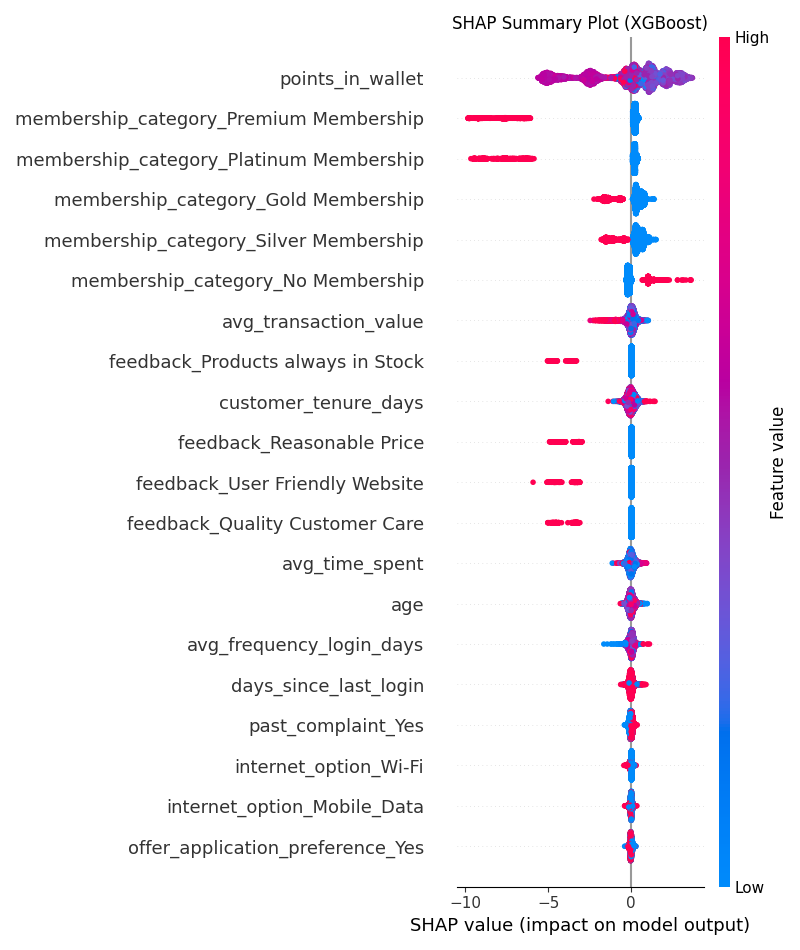 SHAP Summary Plot (XGBoost)
High
points_in_wallet
membership_category_Premium Membership
membership_category_Platinum Membership
membership_category_Gold Membership
membership_category_Silver Membership
membership_category_No Membership
avg_transaction_value
feedback_Products always in Stock
customer_tenure_days
feedback_Reasonable Price
feedback_User Friendly Website
feedback_Quality Customer Care
avg_time_spent
age
avg_frequency_login_days
days_since_last_login
past_complaint_Yes
internet_option_Wi-Fi
internet_option_Mobile_Data
offer_application_preference_Yes
Feature value
Low
−10 −5 0
SHAP value (impact on model output)